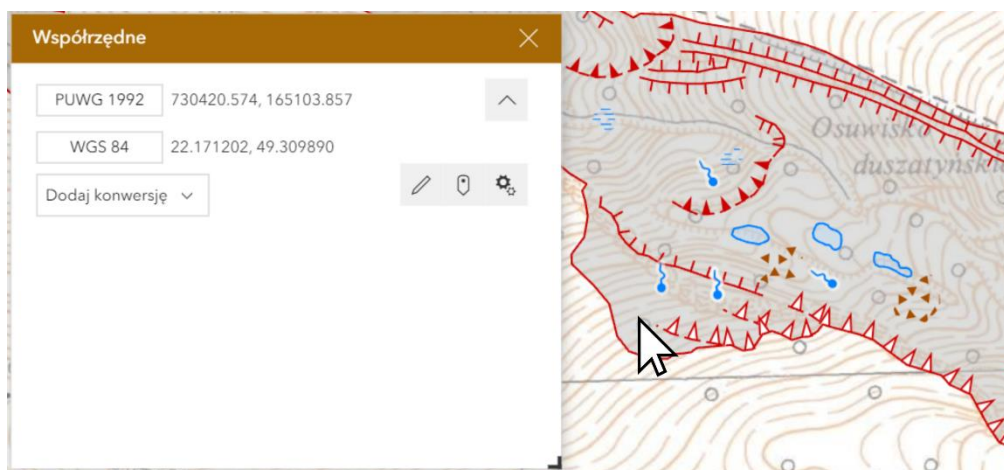 Współrzędne
PUWG 1992 730420.574, 165103.857
WGS 84 22.171202, 49.309890
Dodaj konwersję
Osuwiska
duszatyńsk